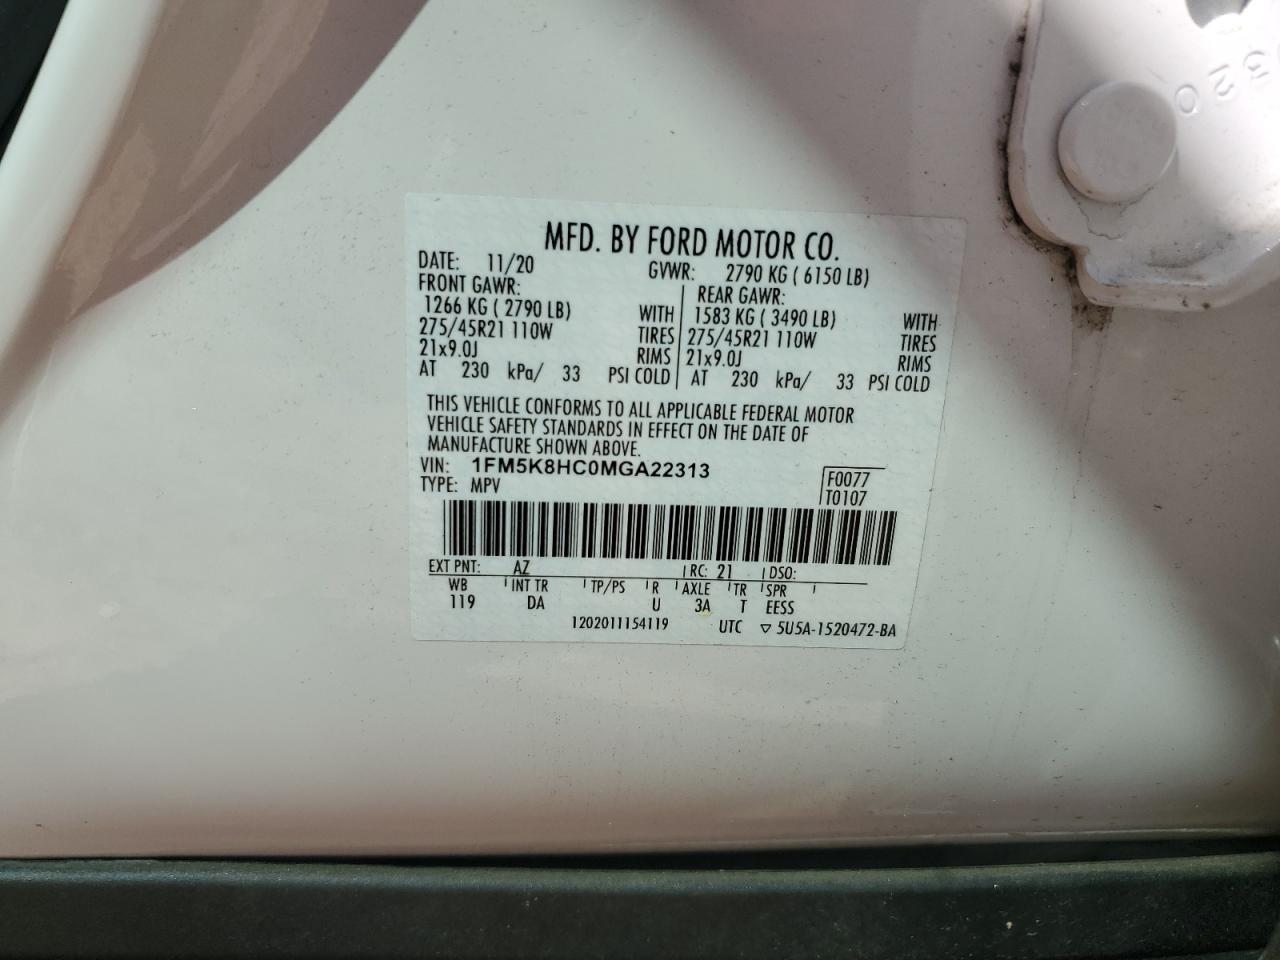 320
MFD. BY FORD MOTOR CO.
DATE: 11/20 GVWR: 2790 KG ( 6150 LB)
FRONT GAWR: REAR GAWR:
1266 KG ( 2790 LB) WITH 1583 KG ( 3490 LB) WITH
275/45R21 110W TIRES 275/45R21 110W TIRES
21x9.0J RIMS 21x9.0J RIMS
AT 230 kPa/ 33 PSI COLD AT 230 kPa/ 33 PSI COLD
THIS VEHICLE CONFORMS TO ALL APPLICABLE FEDERAL MOTOR
VEHICLE SAFETY STANDARDS IN EFFECT ON THE DATE OF
MANUFACTURE SHOWN ABOVE.
VIN: 1FM5K8HC0MGA22313 F0077
TYPE: MPV T0107
EXT PNT: AZ RC: 21 DSO:
WB INT TR TP/PS R AXLE TR SPR
119 DA U 3A T EESS
1202011154119 UTC ▽ 5U5A-1520472-BA